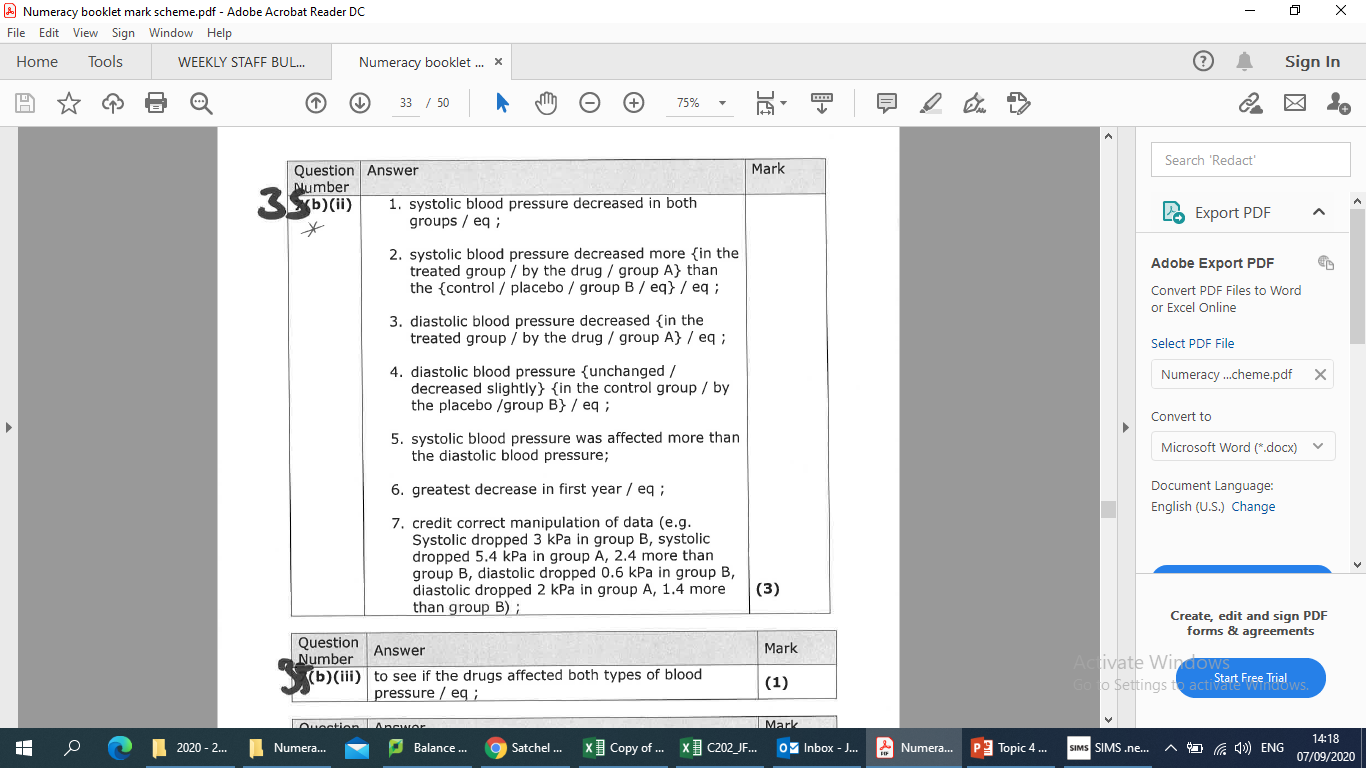 Numeracy booklet mark scheme.pdf - Adobe Acrobat Reader DC
File Edit View Sign Window Help
Home Tools WEEKLY STAFF BUL... Numeracy booklet ... × Sign In
33 / 50 75%
Question Number Answer Mark
35 (b)(ii)
1. systolic blood pressure decreased in both
groups / eq ;
2. systolic blood pressure decreased more {in the
treated group / by the drug / group A} than
the {control / placebo / group B / eq} / eq ;
3. diastolic blood pressure decreased {in the
treated group / by the drug / group A} / eq ;
4. diastolic blood pressure {unchanged /
decreased slightly} {in the control group / by
the placebo /group B} / eq ;
5. systolic blood pressure was affected more than
the diastolic blood pressure;
6. greatest decrease in first year / eq ;
7. credit correct manipulation of data (e.g.
Systolic dropped 3 kPa in group B, systolic
dropped 5.4 kPa in group A, 2.4 more than
group B, diastolic dropped 0.6 kPa in group B,
diastolic dropped 2 kPa in group A, 1.4 more
than group B) ;
(3)
Question Number Answer Mark
35 (b)(iii)
to see if the drugs affected both types of blood
pressure / eq ;
(1)
Question Answer Mark
Search 'Redact'
Export PDF
Adobe Export PDF
Convert PDF Files to Word
or Excel Online
Select PDF File
Numeracy ...cheme.pdf
Convert to
Microsoft Word (*.docx)
Document Language:
English (U.S.) Change
Create, edit and sign PDF
forms & agreements
Start Free Trial
Activate Windows
Go to Settings to activate Windows.
2020 - 2... Numera... Balance ... Satchel ... Copy of ... C202_JF... Inbox - J... Numera... Topic 4 ... SIMS SIMS .ne... ENG 14:18
07/09/2020